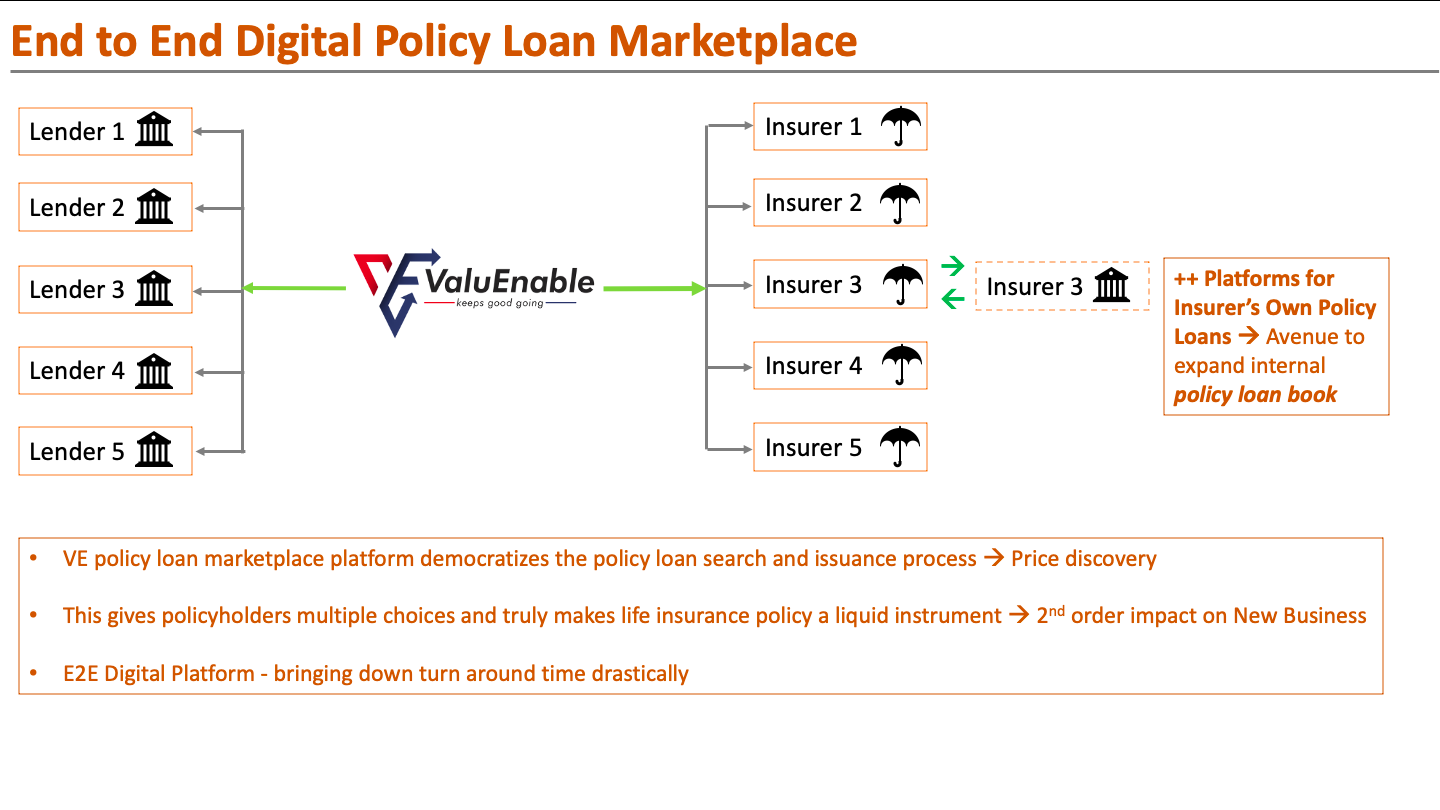 End to End Digital Policy Loan Marketplace
Lender 1
Lender 2
Lender 3
Lender 4
Lender 5
ValuEnable
keeps good going
Insurer 1
Insurer 2
Insurer 3
Insurer 4
Insurer 5
Insurer 3
++ Platforms for
Insurer’s Own Policy
Loans → Avenue to
expand internal
policy loan book
• VE policy loan marketplace platform democratizes the policy loan search and issuance process → Price discovery
• This gives policyholders multiple choices and truly makes life insurance policy a liquid instrument → 2nd order impact on New Business
• E2E Digital Platform - bringing down turn around time drastically